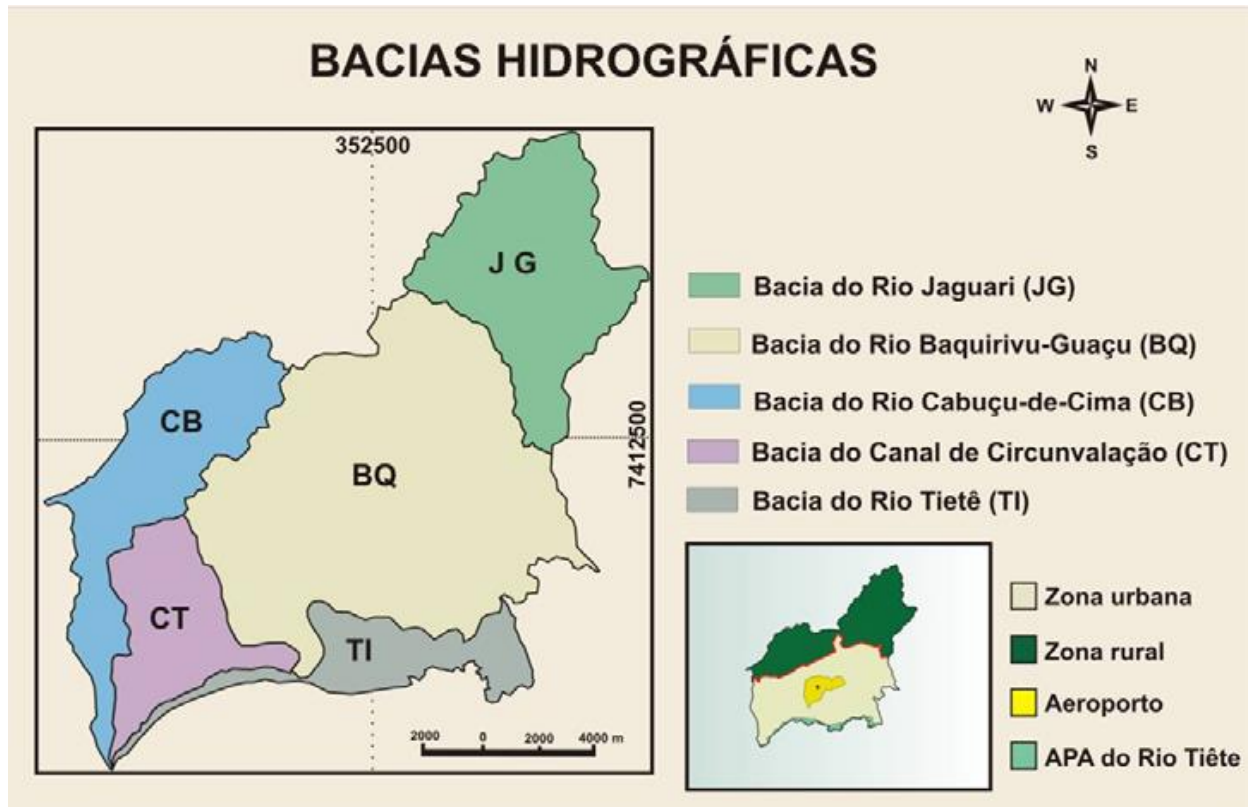 BACIAS HIDROGRÁFICAS
N
W E
S
352500
J G
CB
BQ
7412500
CT
TI
2000 0 2000 4000 m
Bacia do Rio Jaguari (JG)
Bacia do Rio Baquirivu-Guaçu (BQ)
Bacia do Rio Cabuçu-de-Cima (CB)
Bacia do Canal de Circunvalação (CT)
Bacia do Rio Tietê (TI)
Zona urbana
Zona rural
Aeroporto
APA do Rio Tiête